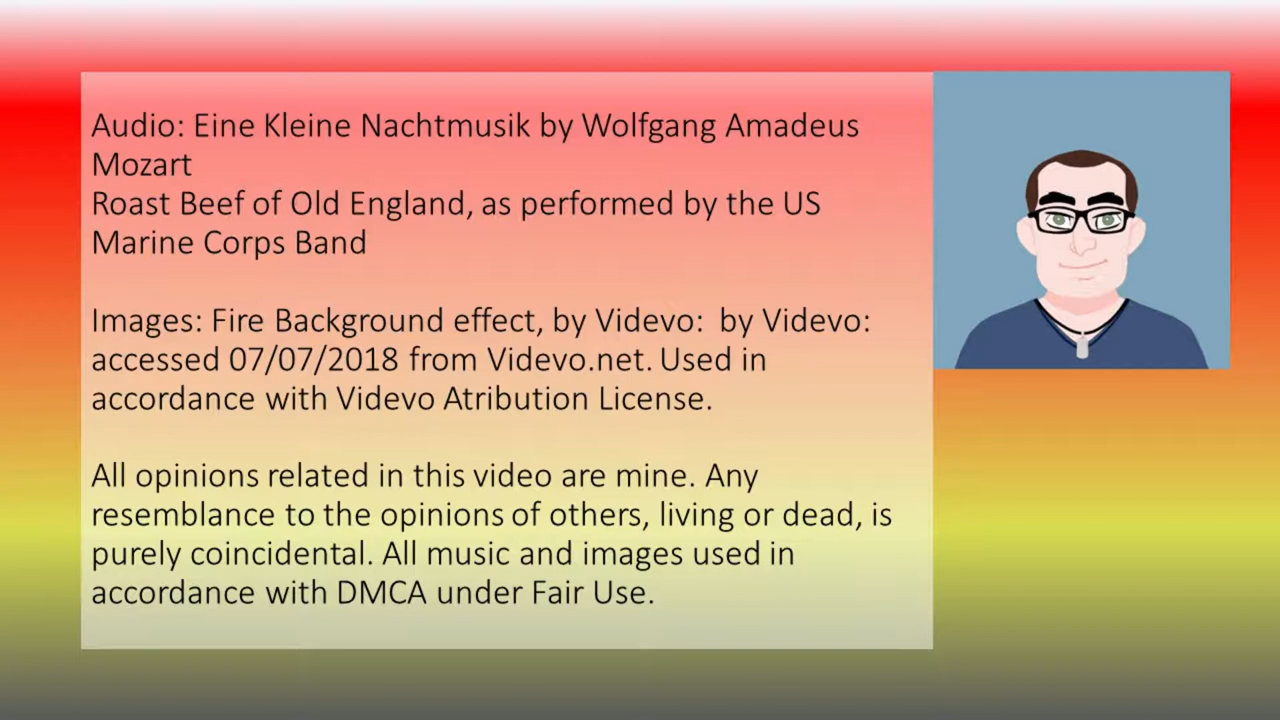 Audio: Eine Kleine Nachtmusik by Wolfgang Amadeus
Mozart
Roast Beef of Old England, as performed by the US
Marine Corps Band
Images: Fire Background effect, by Videvo:  by Videvo:
accessed 07/07/2018 from Videvo.net. Used in
accordance with Videvo Atribution License.
All opinions related in this video are mine. Any
resemblance to the opinions of others, living or dead, is
purely coincidental. All music and images used in
accordance with DMCA under Fair Use.